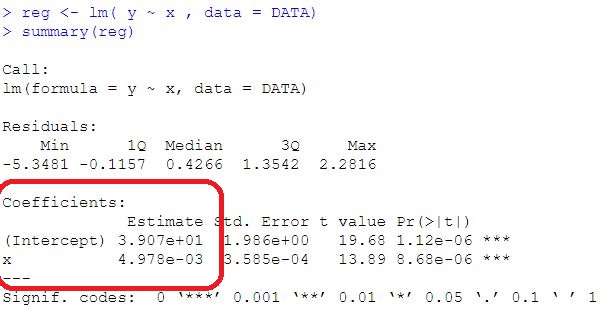 > reg <- lm( y ~ x , data = DATA)
> summary(reg)
Call:
lm(formula = y ~ x, data = DATA)
Residuals:
Min 1Q Median 3Q Max
-5.3481 -0.1157 0.4266 1.3542 2.2816
Coefficients:
Estimate Std. Error t value Pr(>|t|)
(Intercept) 3.907e+01 1.986e+00 19.68 1.12e-06 ***
x 4.978e-03 3.585e-04 13.89 8.68e-06 ***
---
Signif. codes: 0 ‘***’ 0.001 ‘**’ 0.01 ‘*’ 0.05 ‘.’ 0.1 ‘ ’ 1